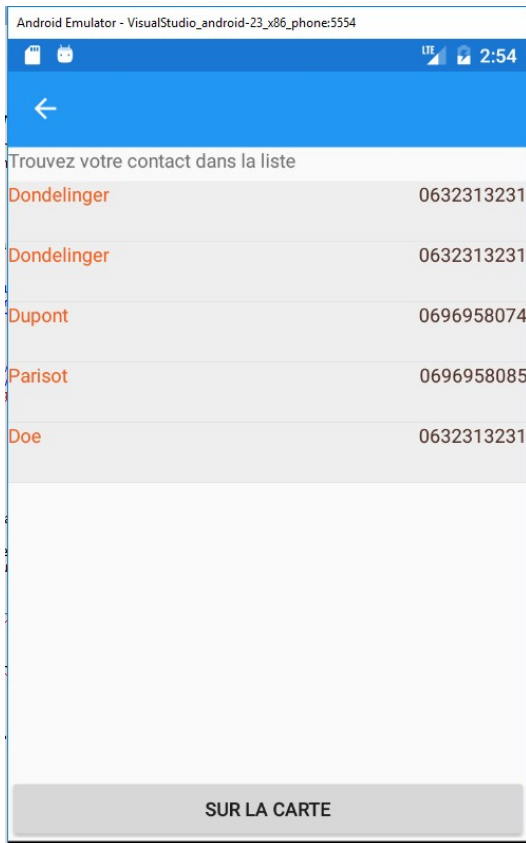 Android Emulator - VisualStudio_android-23_x86_phone:5554
LTE 2:54
Trouvez votre contact dans la liste
Dondelinger 0632313231
Dondelinger 0632313231
Dupont 0696958074
Parisot 0696958085
Doe 0632313231
SUR LA CARTE